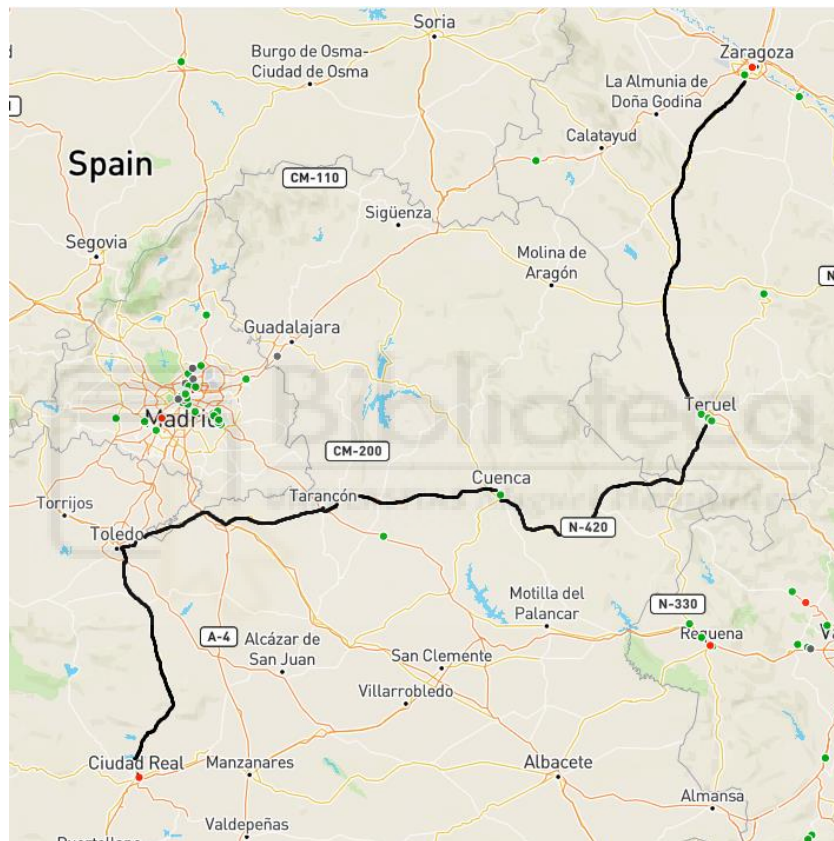 Soria
Zaragoza
Burgo de Osma-
Ciudad de Osma
La Almunia de
Doña Godina
Calatayud
Spain
CM-110
Sigüenza
Segovia
Molina de
Aragón
Guadalajara
Biblioteca
Madrid
Teruel
CM-200
Cuenca
Tarancón
Torrijos
N-420
Toledo
Motilla del
Palancar
N-330
A-4
Alcázar de
San Juan
Requena
San Clemente
Villarrobledo
Ciudad Real
Manzanares
Albacete
Almansa
Valdepeñas